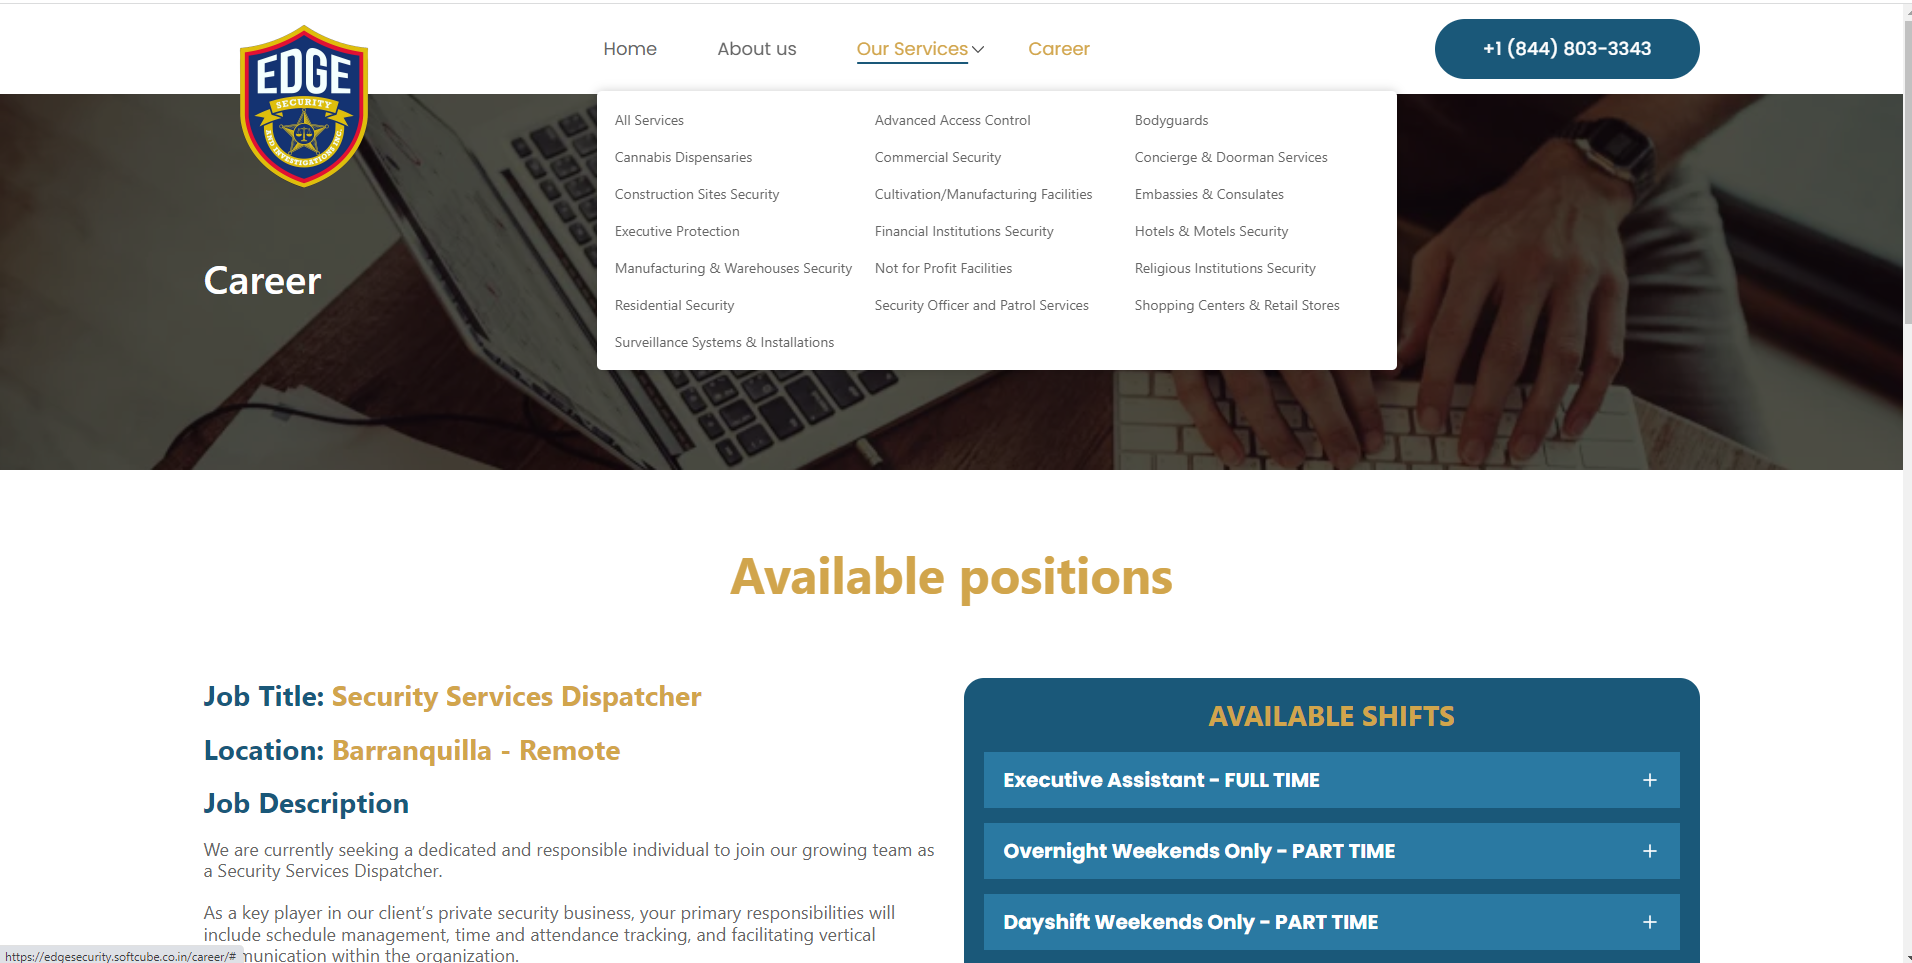 Home About us Our Services Career +1 (844) 803-3343
EDGE
SECURITY
AND INVESTIGATIONS INC.
All Services Advanced Access Control Bodyguards
Cannabis Dispensaries Commercial Security Concierge & Doorman Services
Construction Sites Security Cultivation/Manufacturing Facilities Embassies & Consulates
Executive Protection Financial Institutions Security Hotels & Motels Security
Manufacturing & Warehouses Security Not for Profit Facilities Religious Institutions Security
Residential Security Security Officer and Patrol Services Shopping Centers & Retail Stores
Surveillance Systems & Installations
Career
Available positions
Job Title: Security Services Dispatcher
Location: Barranquilla - Remote
Job Description
We are currently seeking a dedicated and responsible individual to join our growing team as
a Security Services Dispatcher.
As a key player in our client’s private security business, your primary responsibilities will
include schedule management, time and attendance tracking, and facilitating vertical
munication within the organization.
AVAILABLE SHIFTS
Executive Assistant - FULL TIME
Overnight Weekends Only - PART TIME
Dayshift Weekends Only - PART TIME
https://edgesecurity.softcube.co.in/career/#